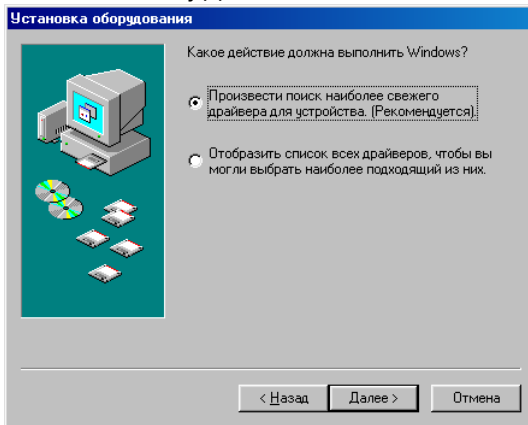 Установка оборудования
Какое действие должна выполнить Windows?
Произвести поиск наиболее свежего
драйвера для устройства. (Рекомендуется).
Отобразить список всех драйверов, чтобы вы
могли выбрать наиболее подходящий из них.
< Назад Далее > Отмена